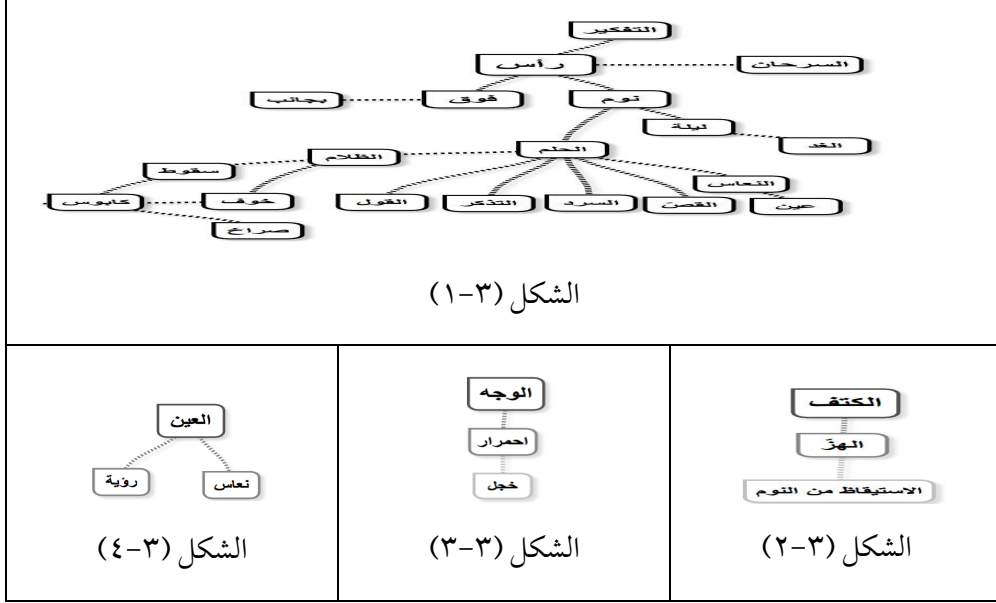 التفكير
رأس
السرحان
نوم
فوق
بجانب
ليلة
الغد
الحلم
الظلام
سقوط
النعاس
عين
القصّ
السرد
التذكر
القول
خوف
كابوس
صراخ
الشكل (٣-١)
الكتف
الهزّ
الاستيقاظ من النوم
الشكل (٣-٢)
الوجه
احمرار
خجل
الشكل (٣-٣)
العين
نعاس
رؤية
الشكل (٣-٤)